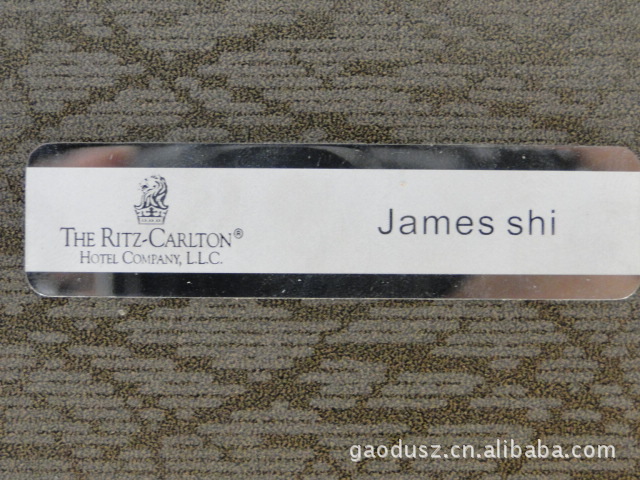 THE RITZ-CARLTON®
HOTEL COMPANY, L.L.C.
James shi
gaodusz.cn.alibaba.com